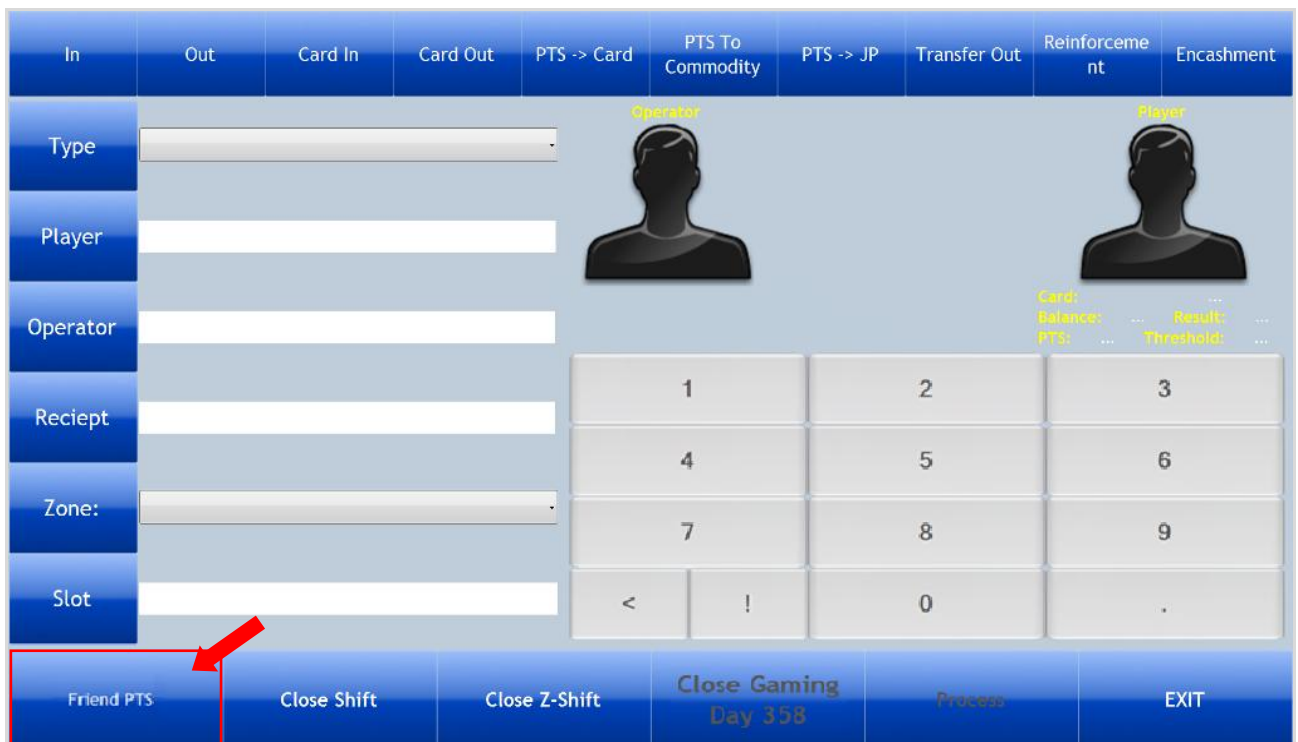 In
Out
Card In
Card Out
PTS -> Card
PTS To
Commodity
PTS -> JP
Transfer Out
Reinforceme
nt
Encashment
Type
Player
Operator
Reciept
Zone:
Slot
Operator
Player
Card: ...
Balance: ... Result: ...
PTS: ... Threshold: ...
1
2
3
4
5
6
7
8
9
<
!
0
.
Friend PTS
Close Shift
Close Z-Shift
Close Gaming
Day 358
Process
EXIT